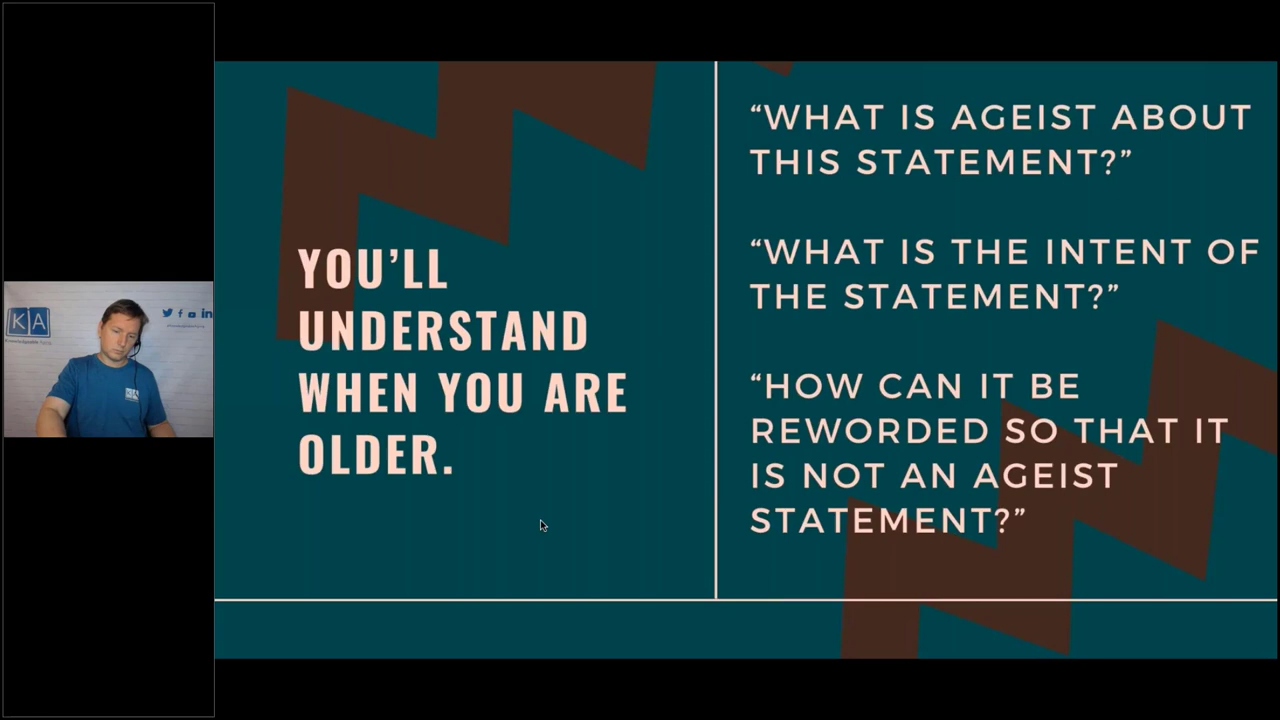 YOU’LL
UNDERSTAND
WHEN YOU ARE
OLDER.
“WHAT IS AGEIST ABOUT
THIS STATEMENT?”
“WHAT IS THE INTENT OF
THE STATEMENT?”
“HOW CAN IT BE
REWORDED SO THAT IT
IS NOT AN AGEIST
STATEMENT?”
KA